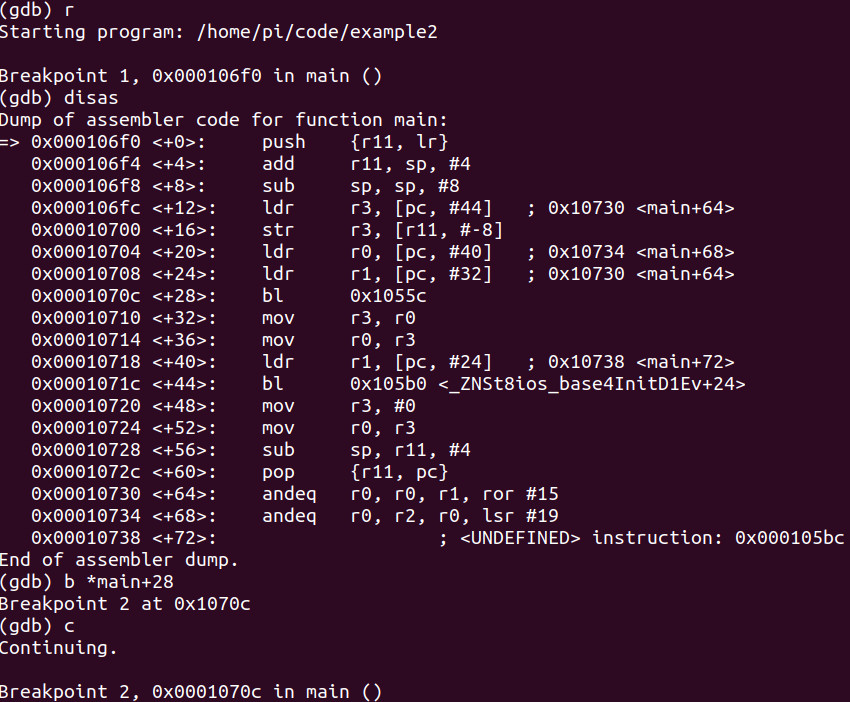 (gdb) r
Starting program: /home/pi/code/example2
Breakpoint 1, 0x000106f0 in main ()
(gdb) disas
Dump of assembler code for function main:
=> 0x000106f0 <+0>:     push    {r11, lr}
   0x000106f4 <+4>:     add     r11, sp, #4
   0x000106f8 <+8>:     sub     sp, sp, #8
   0x000106fc <+12>:    ldr     r3, [pc, #44]   ; 0x10730 <main+64>
   0x00010700 <+16>:    str     r3, [r11, #-8]
   0x00010704 <+20>:    ldr     r0, [pc, #40]   ; 0x10734 <main+68>
   0x00010708 <+24>:    ldr     r1, [pc, #32]   ; 0x10730 <main+64>
   0x0001070c <+28>:    bl      0x1055c
   0x00010710 <+32>:    mov     r3, r0
   0x00010714 <+36>:    mov     r0, r3
   0x00010718 <+40>:    ldr     r1, [pc, #24]   ; 0x10738 <main+72>
   0x0001071c <+44>:    bl      0x105b0 <_ZNSt8ios_base4InitD1Ev+24>
   0x00010720 <+48>:    mov     r3, #0
   0x00010724 <+52>:    mov     r0, r3
   0x00010728 <+56>:    sub     sp, r11, #4
   0x0001072c <+60>:    pop     {r11, pc}
   0x00010730 <+64>:    andeq   r0, r0, r1, ror #15
   0x00010734 <+68>:    andeq   r0, r2, r0, lsr #19
   0x00010738 <+72>:                    ; <UNDEFINED> instruction: 0x000105bc
End of assembler dump.
(gdb) b *main+28
Breakpoint 2 at 0x1070c
(gdb) c
Continuing.
Breakpoint 2, 0x0001070c in main ()